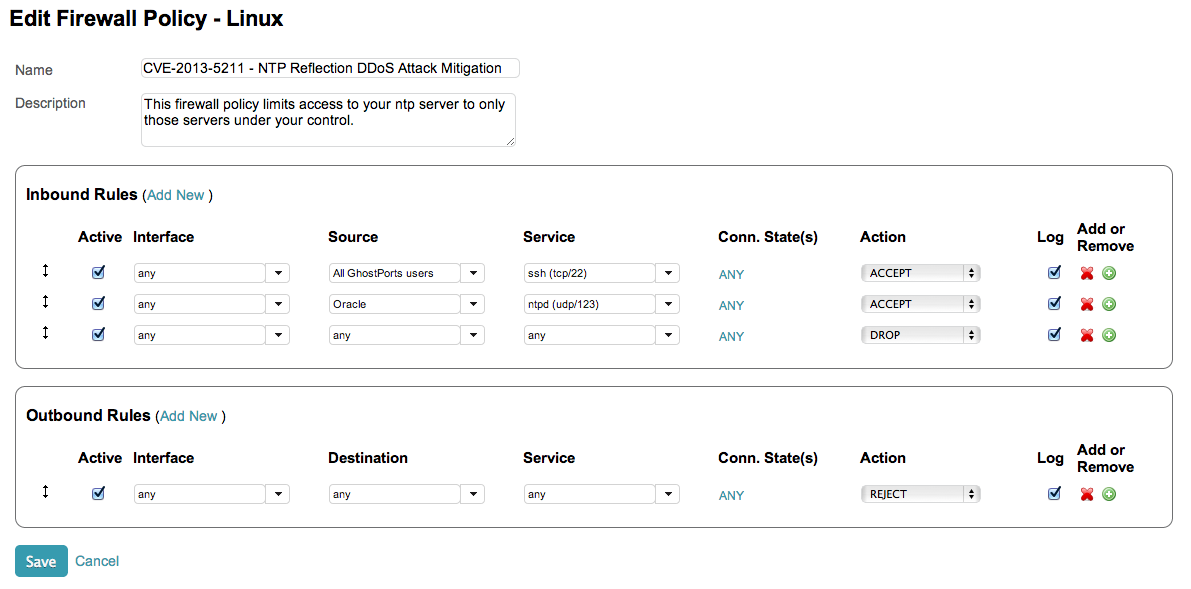 Edit Firewall Policy - Linux
Name CVE-2013-5211 - NTP Reflection DDoS Attack Mitigation
Description This firewall policy limits access to your ntp server to only
those servers under your control.
Inbound Rules (Add New )
Active Interface Source Service Conn. State(s) Action Log Add or
Remove
any All GhostPorts users ssh (tcp/22) ANY ACCEPT
any Oracle ntpd (udp/123) ANY ACCEPT
any any any ANY DROP
Outbound Rules (Add New )
Active Interface Destination Service Conn. State(s) Action Log Add or
Remove
any any any ANY REJECT
Save Cancel